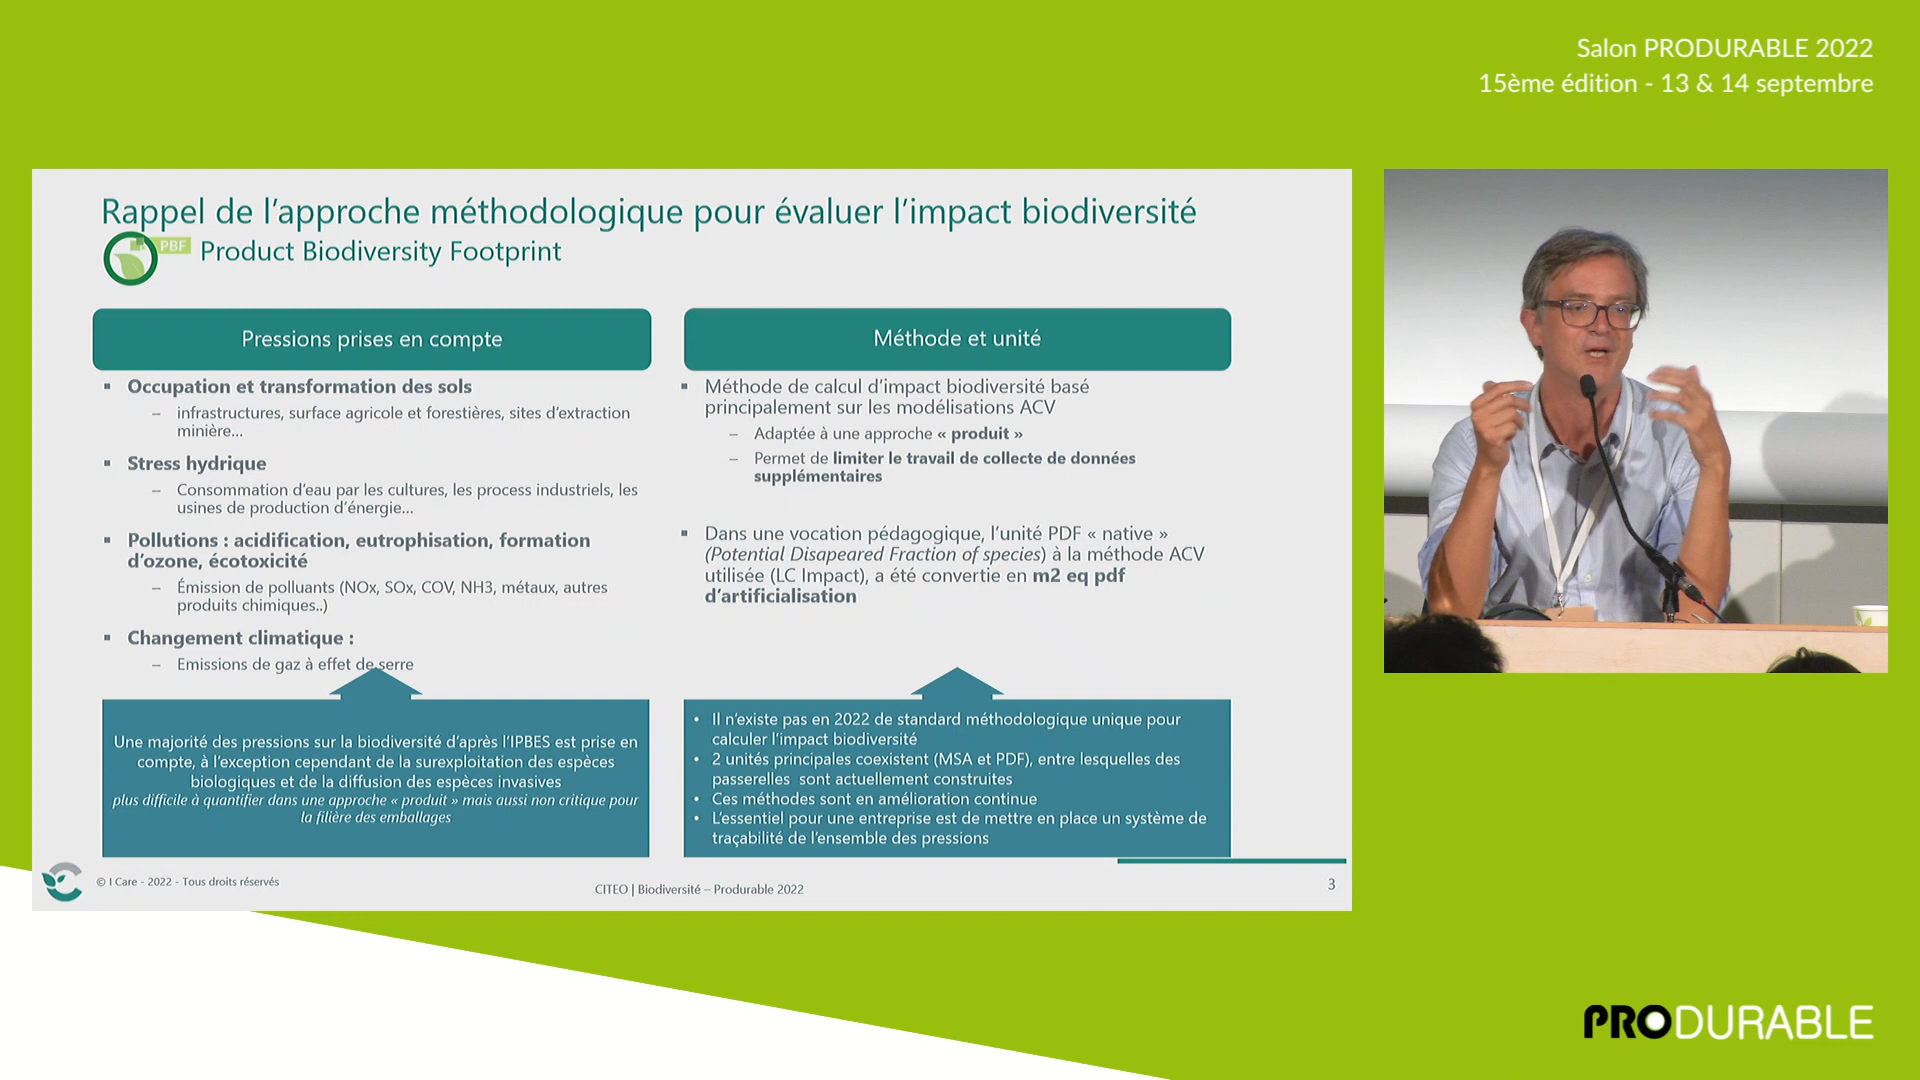 Salon PRODURABLE 2022
15ème édition - 13 & 14 septembre
Rappel de l'approche méthodologique pour évaluer l'impact biodiversité
PBF
Product Biodiversity Footprint
Pressions prises en compte
▪ Occupation et transformation des sols
– infrastructures, surface agricole et forestières, sites d'extraction
minière...
▪ Stress hydrique
– Consommation d'eau par les cultures, les process industriels, les
usines de production d'énergie...
▪ Pollutions : acidification, eutrophisation, formation
d'ozone, écotoxicité
– Émission de polluants (NOx, SOx, COV, NH3, métaux, autres
produits chimiques..)
▪ Changement climatique :
– Emissions de gaz à effet de serre
Une majorité des pressions sur la biodiversité d'après l'IPBES est prise en
compte, à l'exception cependant de la surexploitation des espèces
biologiques et de la diffusion des espèces invasives
plus difficile à quantifier dans une approche « produit » mais aussi non critique pour
la filière des emballages
Méthode et unité
▪ Méthode de calcul d'impact biodiversité basé
principalement sur les modélisations ACV
– Adaptée à une approche « produit »
– Permet de limiter le travail de collecte de données
supplémentaires
▪ Dans une vocation pédagogique, l'unité PDF « native »
(Potential Disapeared Fraction of species) à la méthode ACV
utilisée (LC Impact), a été convertie en m2 eq pdf
d'artificialisation
• Il n'existe pas en 2022 de standard méthodologique unique pour
calculer l'impact biodiversité
• 2 unités principales coexistent (MSA et PDF), entre lesquelles des
passerelles sont actuellement construites
• Ces méthodes sont en amélioration continue
• L'essentiel pour une entreprise est de mettre en place un système de
traçabilité de l'ensemble des pressions
© I Care - 2022 - Tous droits réservés
CITEO | Biodiversité – Produrable 2022
3
PRODURABLE